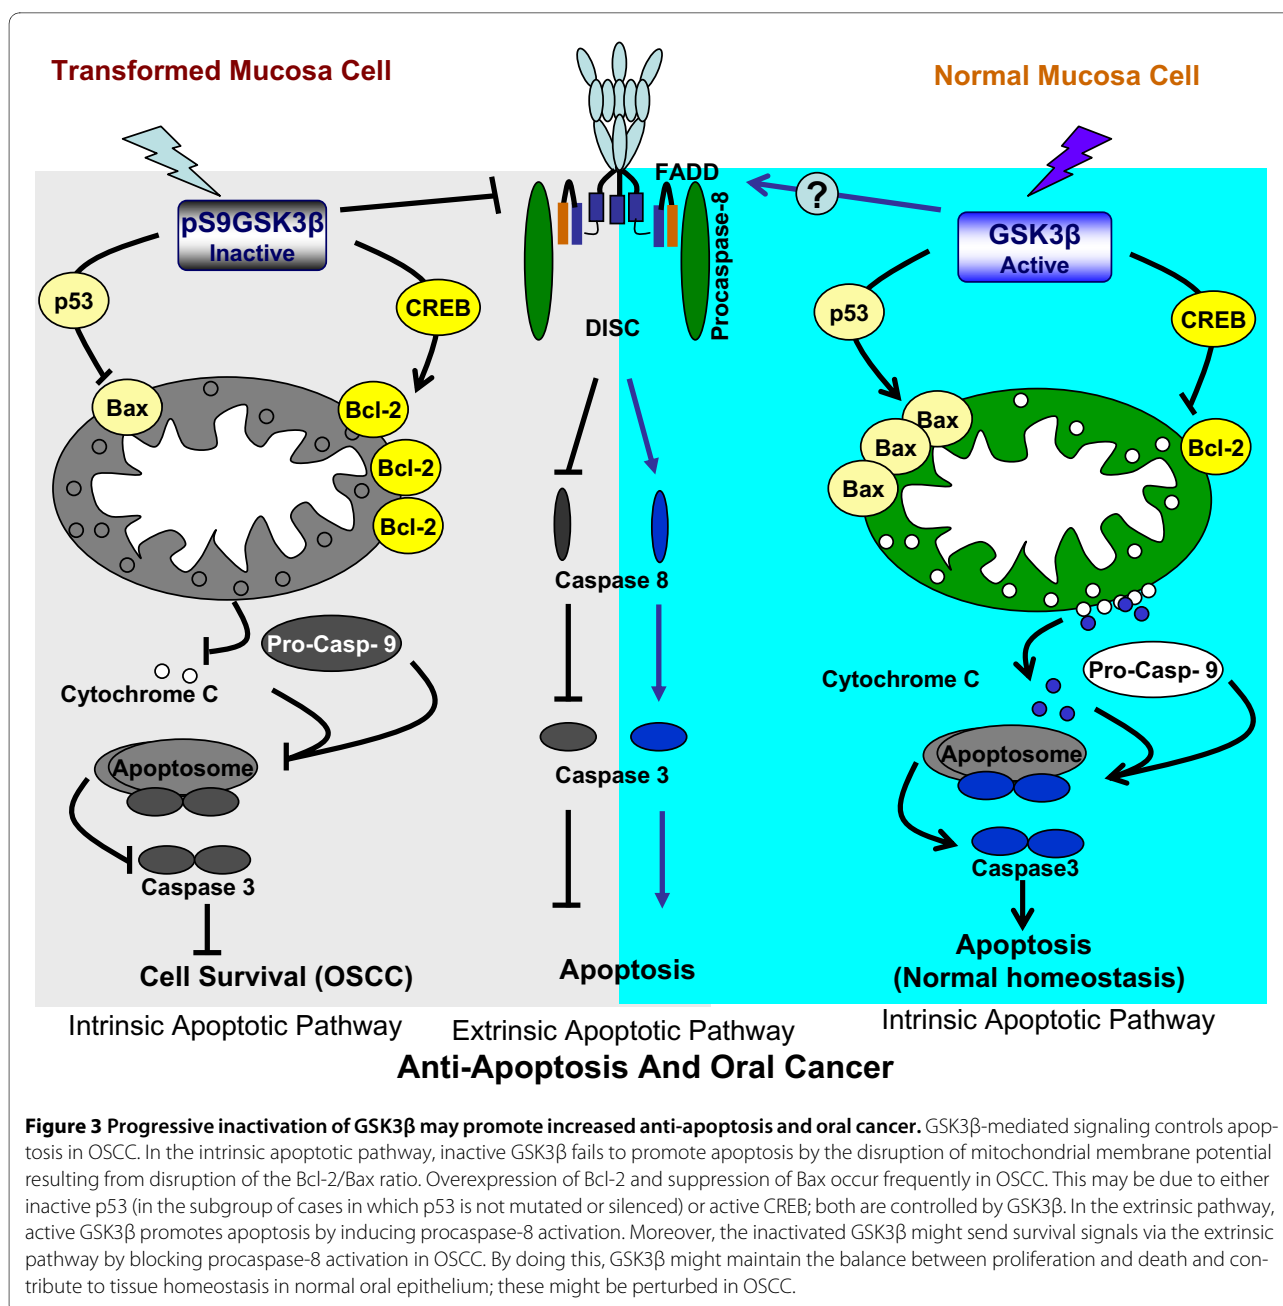 Transformed Mucosa Cell
Normal Mucosa Cell
FADD
Procaspase-8
?
pS9GSK3β
Inactive
GSK3β
Active
p53
CREB
DISC
p53
CREB
Bax
Bcl-2
Bcl-2
Bcl-2
Bax
Bax
Bax
Bcl-2
Caspase 8
Pro-Casp- 9
Cytochrome C
Cytochrome C
Pro-Casp- 9
Apoptosome
Caspase 3
Apoptosome
Caspase 3
Caspase3
Cell Survival (OSCC)
Apoptosis
Apoptosis
(Normal homeostasis)
Intrinsic Apoptotic Pathway
Extrinsic Apoptotic Pathway
Intrinsic Apoptotic Pathway
Anti-Apoptosis And Oral Cancer
Figure 3 Progressive inactivation of GSK3β may promote increased anti-apoptosis and oral cancer. GSK3β-mediated signaling controls apop-
tosis in OSCC. In the intrinsic apoptotic pathway, inactive GSK3β fails to promote apoptosis by the disruption of mitochondrial membrane potential
resulting from disruption of the Bcl-2/Bax ratio. Overexpression of Bcl-2 and suppression of Bax occur frequently in OSCC. This may be due to either
inactive p53 (in the subgroup of cases in which p53 is not mutated or silenced) or active CREB; both are controlled by GSK3β. In the extrinsic pathway,
active GSK3β promotes apoptosis by inducing procaspase-8 activation. Moreover, the inactivated GSK3β might send survival signals via the extrinsic
pathway by blocking procaspase-8 activation in OSCC. By doing this, GSK3β might maintain the balance between proliferation and death and con-
tribute to tissue homeostasis in normal oral epithelium; these might be perturbed in OSCC.